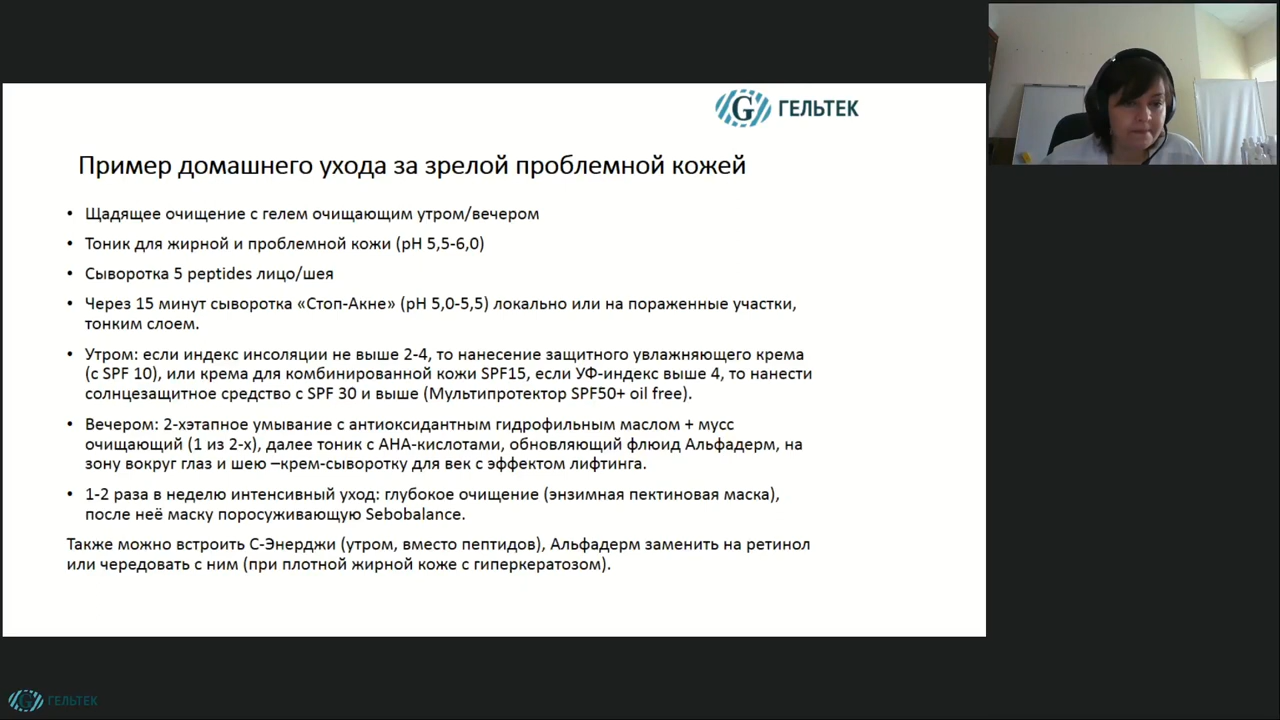 ГЕЛЬТЕК
Пример домашнего ухода за зрелой проблемной кожей
• Щадящее очищение с гелем очищающим утром/вечером
• Тоник для жирной и проблемной кожи (pH 5,5-6,0)
• Сыворотка 5 peptides лицо/шея
• Через 15 минут сыворотка «Стоп-Акне» (pH 5,0-5,5) локально или на пораженные участки,
тонким слоем.
• Утром: если индекс инсоляции не выше 2-4, то нанесение защитного увлажняющего крема
(с SPF 10), или крема для комбинированной кожи SPF15, если УФ-индекс выше 4, то нанести
солнцезащитное средство с SPF 30 и выше (Мультипротектор SPF50+ oil free).
• Вечером: 2-хэтапное умывание с антиоксидантным гидрофильным маслом + мусс
очищающий (1 из 2-х), далее тоник с АНА-кислотами, обновляющий флюид Альфадерм, на
зону вокруг глаз и шею –крем-сыворотку для век с эффектом лифтинга.
• 1-2 раза в неделю интенсивный уход: глубокое очищение (энзимная пектиновая маска),
после неё маску поросуживающую Sebobalance.
Также можно встроить С-Энерджи (утром, вместо пептидов), Альфадерм заменить на ретинол
или чередовать с ним (при плотной жирной коже с гиперкератозом).
ГЕЛЬТЕК